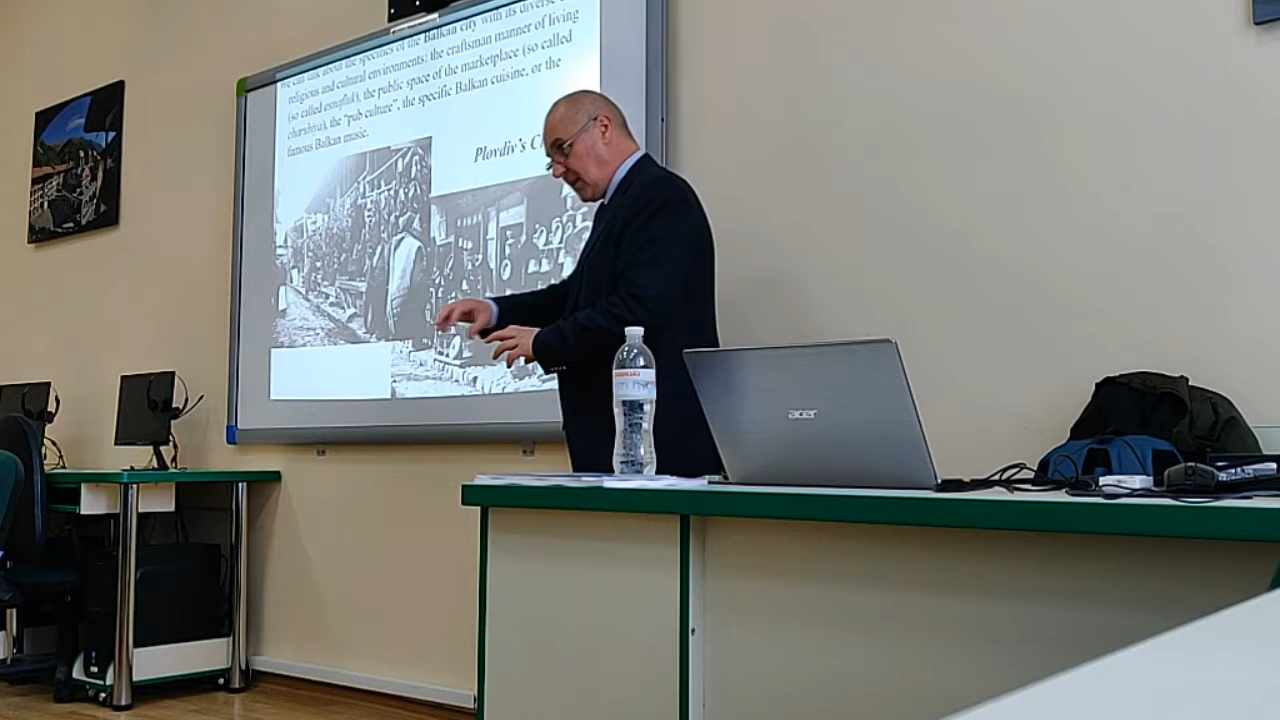 we can talk about the specifics of the Balkan city with its diverse
religious and cultural environments: the craftsman manner of living
(so called esnaflık), the public space of the marketplace (so called
charshiya), the "pub culture", the specific Balkan cuisine, or the
famous Balkan music.
Plovdiv's C
acer